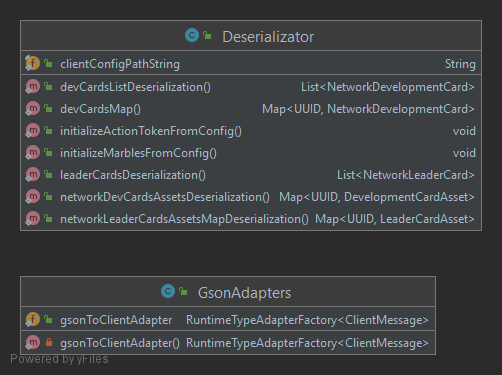 Deserializator
clientConfigPathString String
devCardsListDeserialization() List<NetworkDevelopmentCard>
devCardsMap() Map<UUID, NetworkDevelopmentCard>
initializeActionTokenFromConfig() void
initializeMarblesFromConfig() void
leaderCardsDeserialization() List<NetworkLeaderCard>
networkDevCardsAssetsDeserialization() Map<UUID, DevelopmentCardAsset>
networkLeaderCardsAssetsMapDeserialization() Map<UUID, LeaderCardAsset>
GsonAdapters
gsonToClientAdapter RuntimeTypeAdapterFactory<ClientMessage>
gsonToClientAdapter() RuntimeTypeAdapterFactory<ClientMessage>
Powered by yFiles